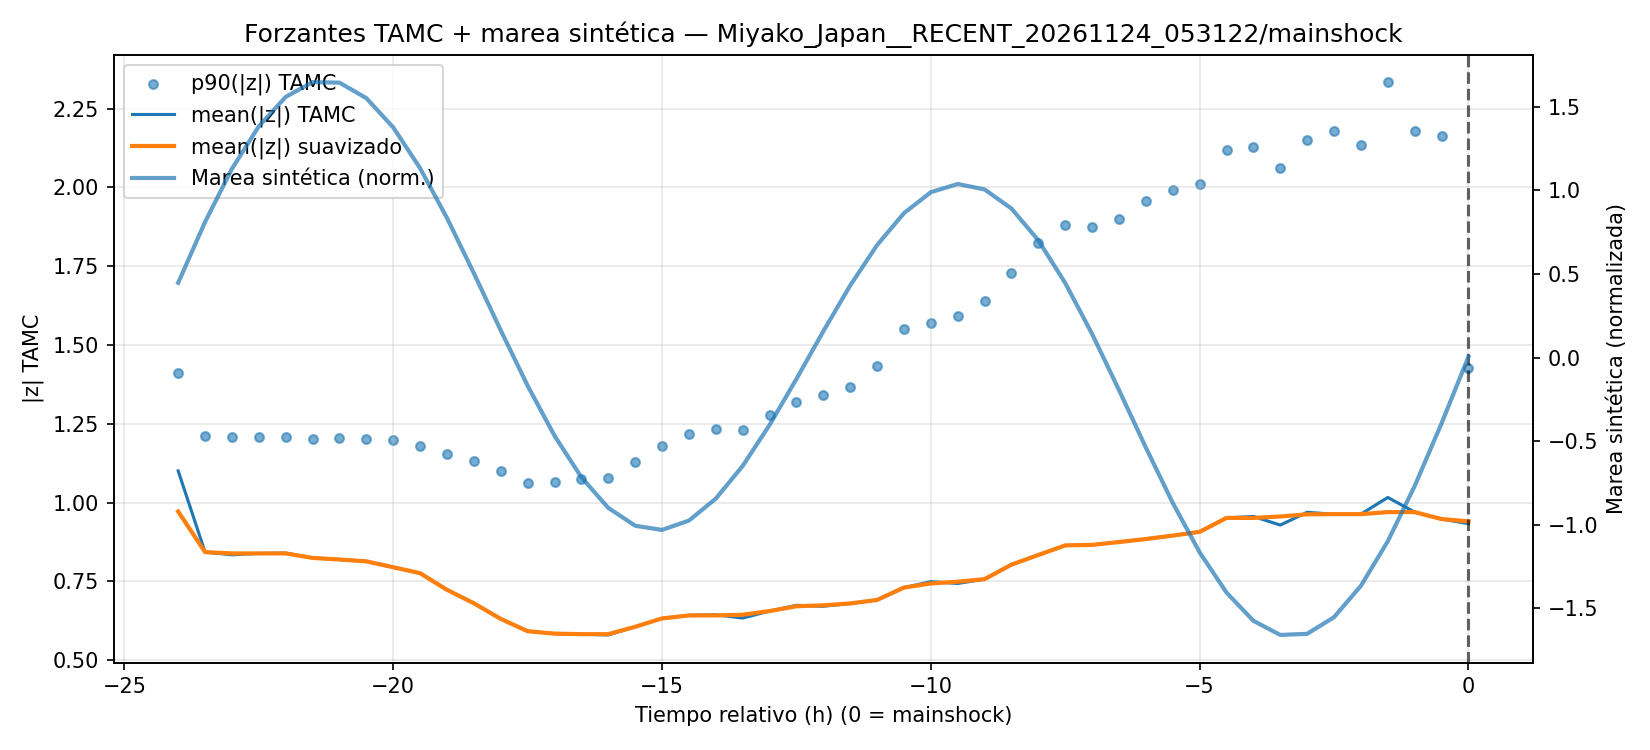 Forzantes TAMC + marea sintética — Miyako_Japan__RECENT_20261124_053122/mainshock
p90(|z|) TAMC
mean(|z|) TAMC
mean(|z|) suavizado
Marea sintética (norm.)
|z| TAMC
2.25
2.00
1.75
1.50
1.25
1.00
0.75
0.50
1.5
1.0
0.5
0.0
−0.5
−1.0
−1.5
Marea sintética (normalizada)
−25
−20
−15
−10
−5
0
Tiempo relativo (h) (0 = mainshock)